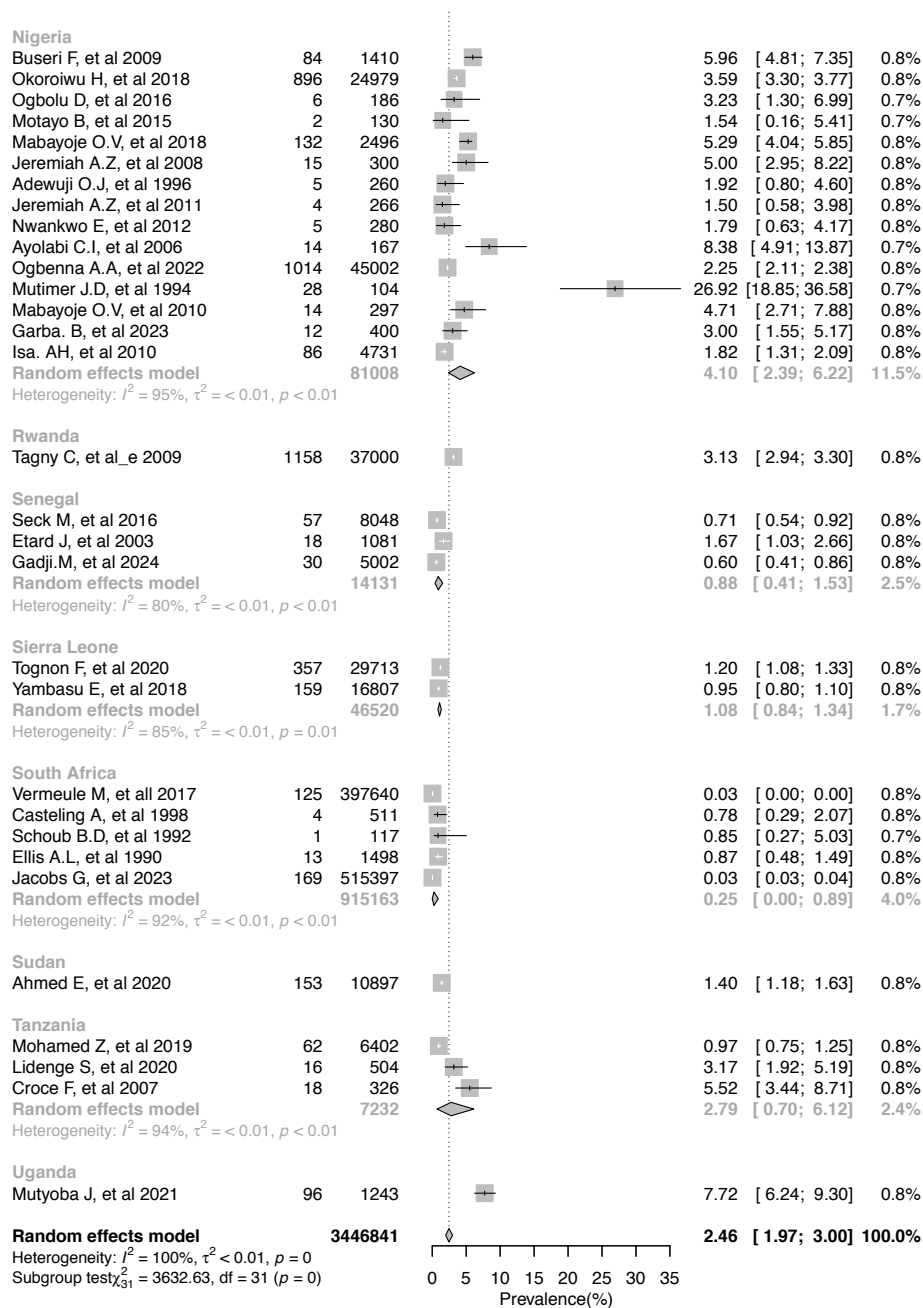 Nigeria
Buseri F, et al 2009 84 1410 5.96 [ 4.81; 7.35] 0.8%
Okoroiwu H, et al 2018 896 24979 3.59 [ 3.30; 3.77] 0.8%
Ogbolu D, et al 2016 6 186 3.23 [ 1.30; 6.99] 0.7%
Motayo B, et al 2015 2 130 1.54 [ 0.16; 5.41] 0.7%
Mabayoje O.V, et al 2018 132 2496 5.29 [ 4.04; 5.85] 0.8%
Jeremiah A.Z, et al 2008 15 300 5.00 [ 2.95; 8.22] 0.8%
Adewuji O.J, et al 1996 5 260 1.92 [ 0.80; 4.60] 0.8%
Jeremiah A.Z, et al 2011 4 266 1.50 [ 0.58; 3.98] 0.8%
Nwankwo E, et al 2012 5 280 1.79 [ 0.63; 4.17] 0.8%
Ayolabi C.I, et al 2006 14 167 8.38 [ 4.91; 13.87] 0.7%
Ogbenna A.A, et al 2022 1014 45002 2.25 [ 2.11; 2.38] 0.8%
Mutimer J.D, et al 1994 28 104 26.92 [18.85; 36.58] 0.7%
Mabayoje O.V, et al 2010 14 297 4.71 [ 2.71; 7.88] 0.8%
Garba. B, et al 2023 12 400 3.00 [ 1.55; 5.17] 0.8%
Isa. AH, et al 2010 86 4731 1.82 [ 1.31; 2.09] 0.8%
Random effects model 81008 4.10 [ 2.39; 6.22] 11.5%
Heterogeneity: I² = 95%, τ² = < 0.01, p < 0.01
Rwanda
Tagny C, et al_e 2009 1158 37000 3.13 [ 2.94; 3.30] 0.8%
Senegal
Seck M, et al 2016 57 8048 0.71 [ 0.54; 0.92] 0.8%
Etard J, et al 2003 18 1081 1.67 [ 1.03; 2.66] 0.8%
Gadji.M, et al 2024 30 5002 0.60 [ 0.41; 0.86] 0.8%
Random effects model 14131 0.88 [ 0.41; 1.53] 2.5%
Heterogeneity: I² = 80%, τ² = < 0.01, p < 0.01
Sierra Leone
Tognon F, et al 2020 357 29713 1.20 [ 1.08; 1.33] 0.8%
Yambasu E, et al 2018 159 16807 0.95 [ 0.80; 1.10] 0.8%
Random effects model 46520 1.08 [ 0.84; 1.34] 1.7%
Heterogeneity: I² = 85%, τ² = < 0.01, p = 0.01
South Africa
Vermeule M, et all 2017 125 397640 0.03 [ 0.00; 0.00] 0.8%
Casteling A, et al 1998 4 511 0.78 [ 0.29; 2.07] 0.8%
Schoub B.D, et al 1992 1 117 0.85 [ 0.27; 5.03] 0.7%
Ellis A.L, et al 1990 13 1498 0.87 [ 0.48; 1.49] 0.8%
Jacobs G, et al 2023 169 515397 0.03 [ 0.03; 0.04] 0.8%
Random effects model 915163 0.25 [ 0.00; 0.89] 4.0%
Heterogeneity: I² = 92%, τ² = < 0.01, p < 0.01
Sudan
Ahmed E, et al 2020 153 10897 1.40 [ 1.18; 1.63] 0.8%
Tanzania
Mohamed Z, et al 2019 62 6402 0.97 [ 0.75; 1.25] 0.8%
Lidenge S, et al 2020 16 504 3.17 [ 1.92; 5.19] 0.8%
Croce F, et al 2007 18 326 5.52 [ 3.44; 8.71] 0.8%
Random effects model 7232 2.79 [ 0.70; 6.12] 2.4%
Heterogeneity: I² = 94%, τ² = < 0.01, p < 0.01
Uganda
Mutyoba J, et al 2021 96 1243 7.72 [ 6.24; 9.30] 0.8%
Random effects model 3446841 2.46 [ 1.97; 3.00] 100.0%
Heterogeneity: I² = 100%, τ² < 0.01, p = 0
Subgroup testχ²₃₁ = 3632.63, df = 31 (p = 0)
0 5 10 15 20 25 30 35
Prevalence(%)